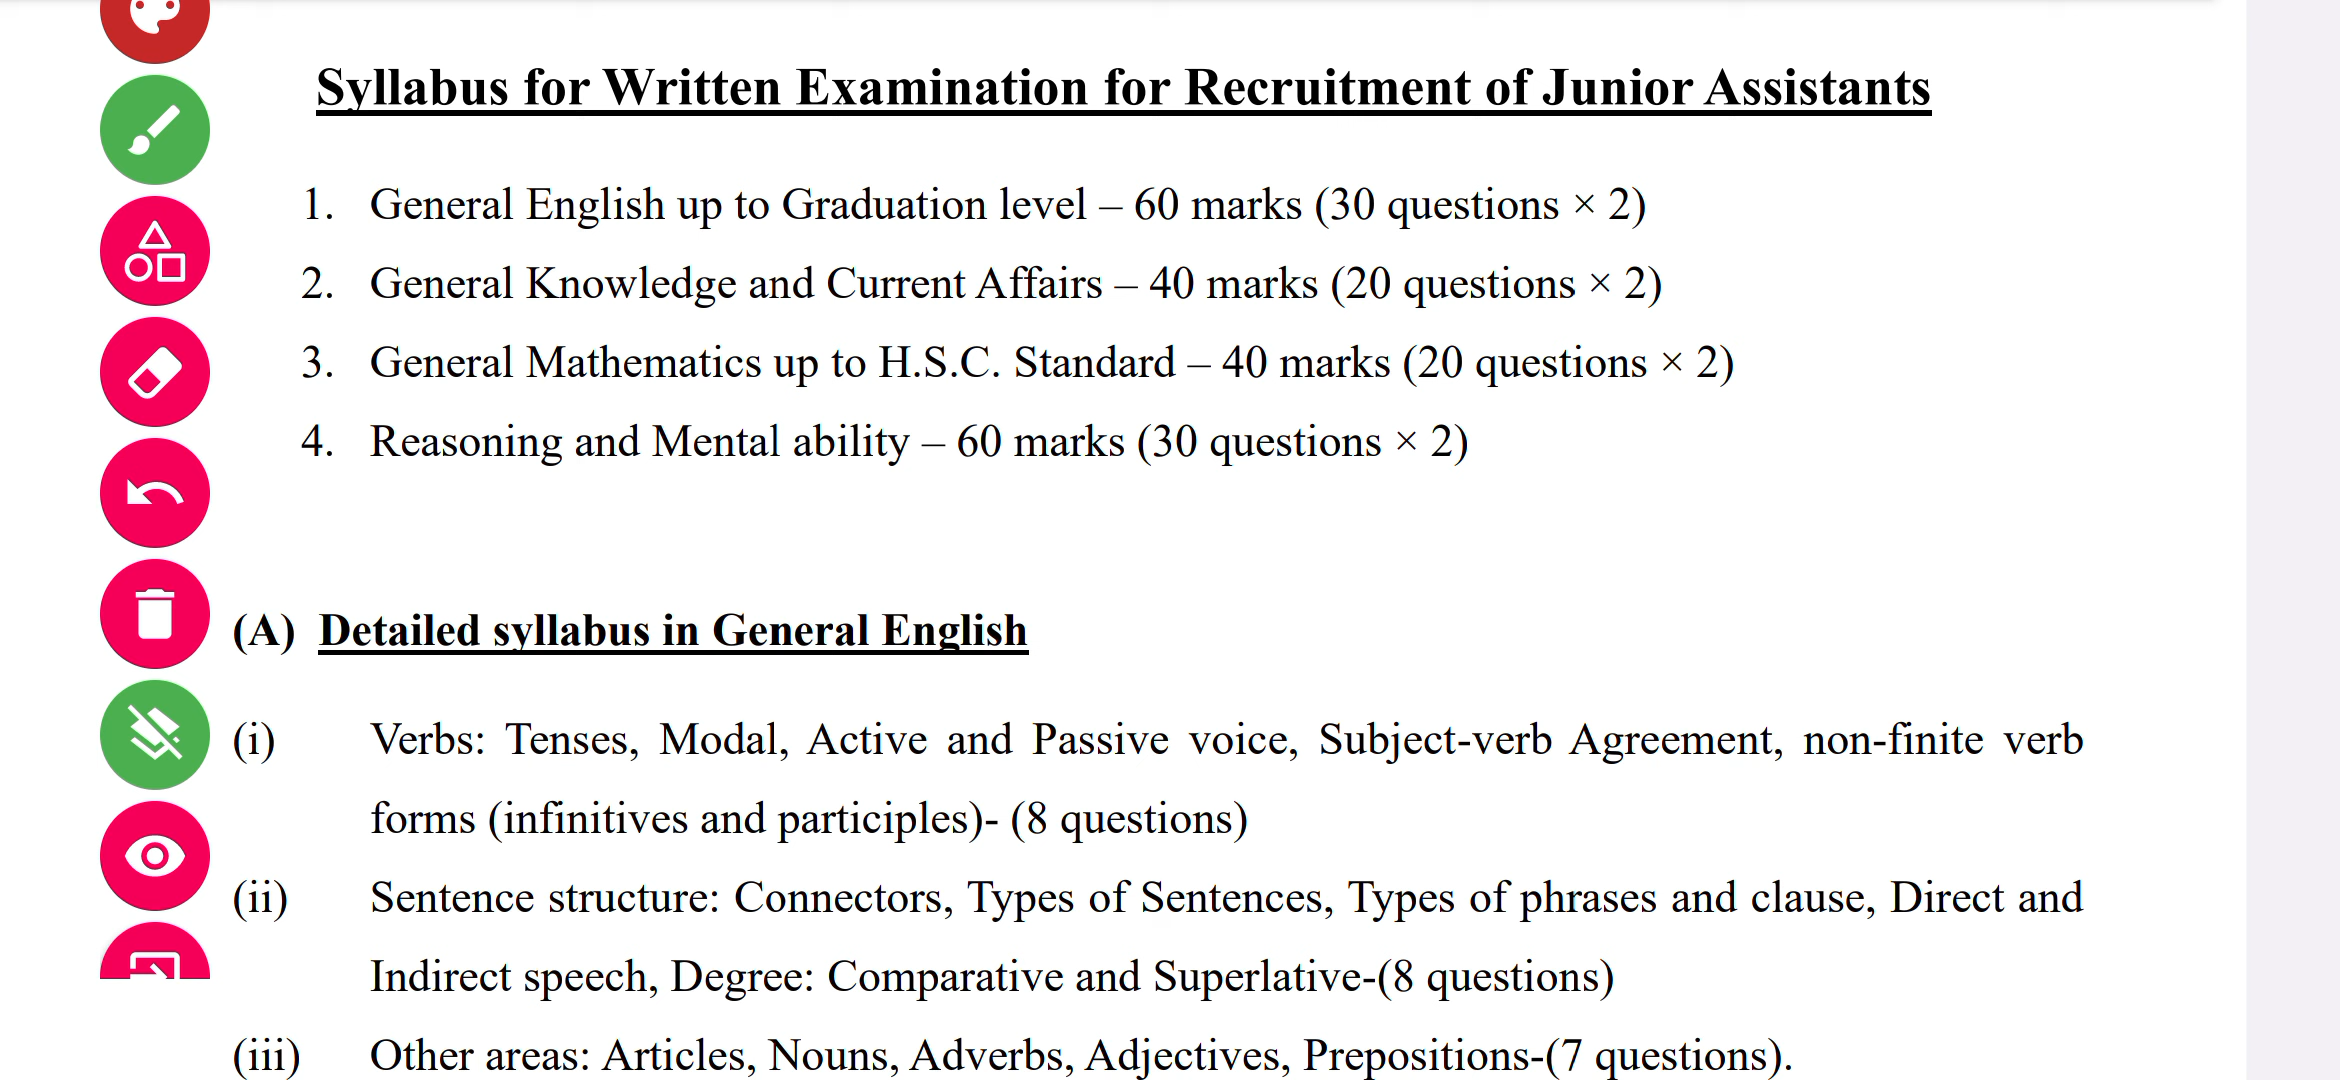 Syllabus for Written Examination for Recruitment of Junior Assistants
1. General English up to Graduation level – 60 marks (30 questions × 2)
2. General Knowledge and Current Affairs – 40 marks (20 questions × 2)
3. General Mathematics up to H.S.C. Standard – 40 marks (20 questions × 2)
4. Reasoning and Mental ability – 60 marks (30 questions × 2)
(A) Detailed syllabus in General English
(i) Verbs: Tenses, Modal, Active and Passive voice, Subject-verb Agreement, non-finite verb
forms (infinitives and participles)- (8 questions)
(ii) Sentence structure: Connectors, Types of Sentences, Types of phrases and clause, Direct and
Indirect speech, Degree: Comparative and Superlative-(8 questions)
(iii) Other areas: Articles, Nouns, Adverbs, Adjectives, Prepositions-(7 questions).